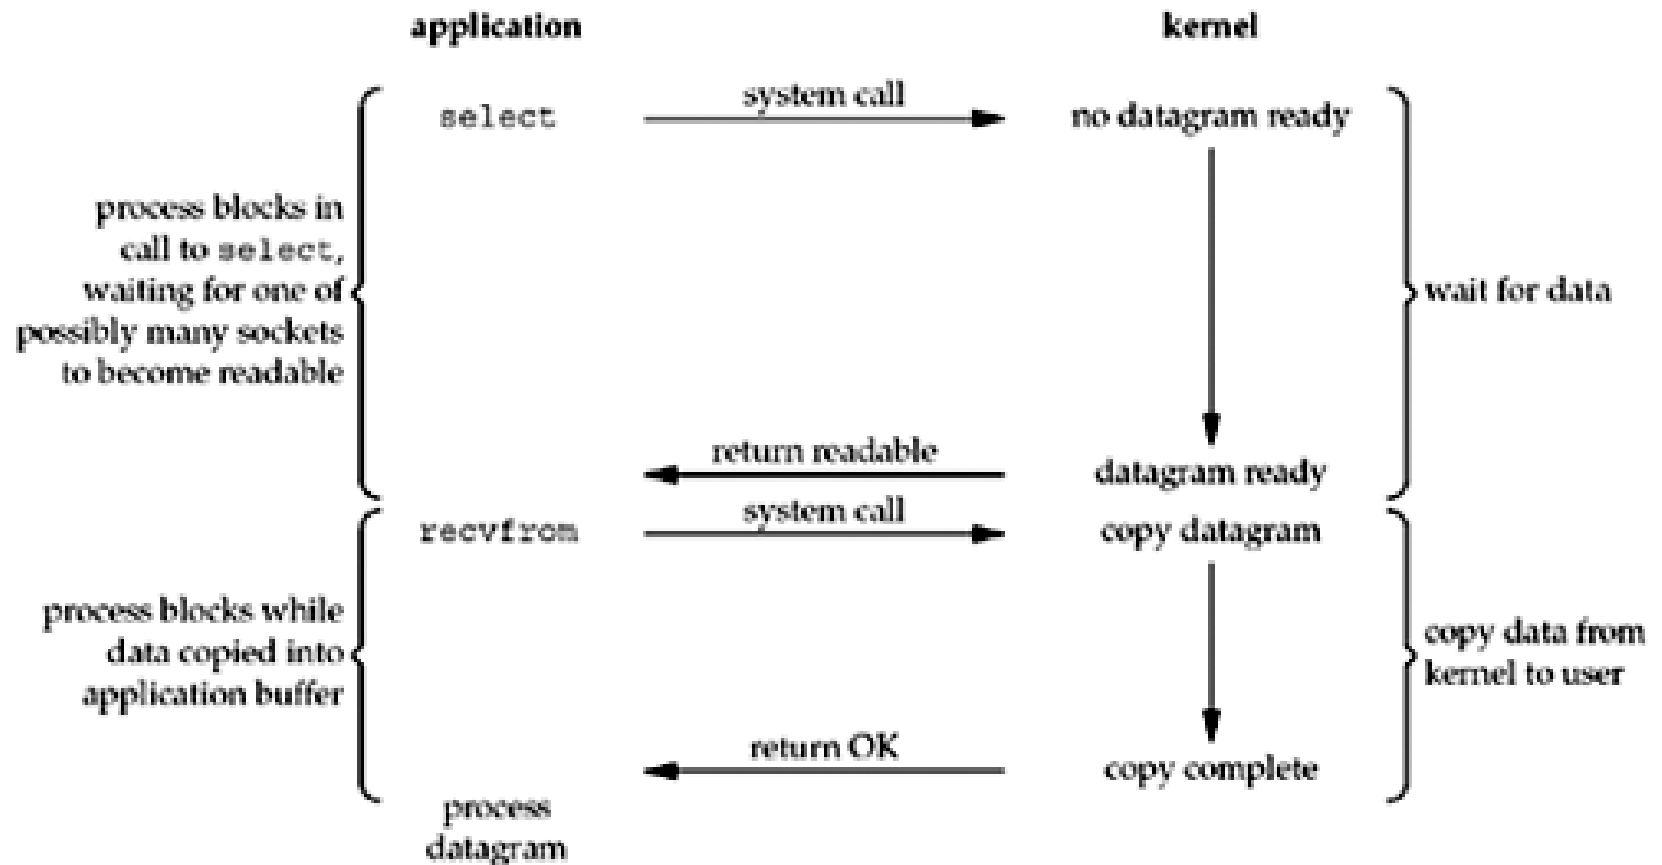 application
kernel
select
system call
no datagram ready
process blocks in
call to select,
waiting for one of
possibly many sockets
to become readable
wait for data
return readable
datagram ready
recvfrom
system call
copy datagram
process blocks while
data copied into
application buffer
copy data from
kernel to user
return OK
copy complete
process
datagram